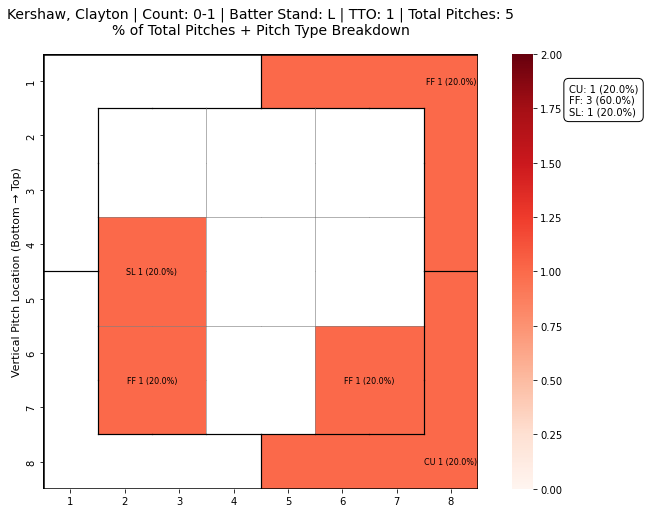 Kershaw, Clayton | Count: 0-1 | Batter Stand: L | TTO: 1 | Total Pitches: 5
% of Total Pitches + Pitch Type Breakdown
Vertical Pitch Location (Bottom → Top)
1
2
3
4
5
6
7
8
FF 1 (20.0%)
SL 1 (20.0%)
FF 1 (20.0%)
FF 1 (20.0%)
CU 1 (20.0%)
1
2
3
4
5
6
7
8
2.00
1.75
1.50
1.25
1.00
0.75
0.50
0.25
0.00
CU: 1 (20.0%)
FF: 3 (60.0%)
SL: 1 (20.0%)